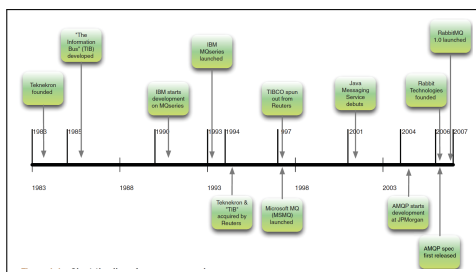 "The
Information
Bus" (TIB)
developed
IBM
MQseries
launched
RabbitMQ
1.0 launched
Teknekron
founded
IBM starts
development
on MQseries
TIBCO spun
out from
Reuters
Java
Messaging
Service
debuts
Rabbit
Technologies
founded
1983
1985
1990
1993
1994
997
2001
2004
2006
2007
1983
1988
1993
1998
2003
Teknekron &
"TIB"
acquired by
Reuters
Microsoft MQ
(MSMQ)
launched
AMQP starts
development
at JPMorgan
AMQP spec
first released